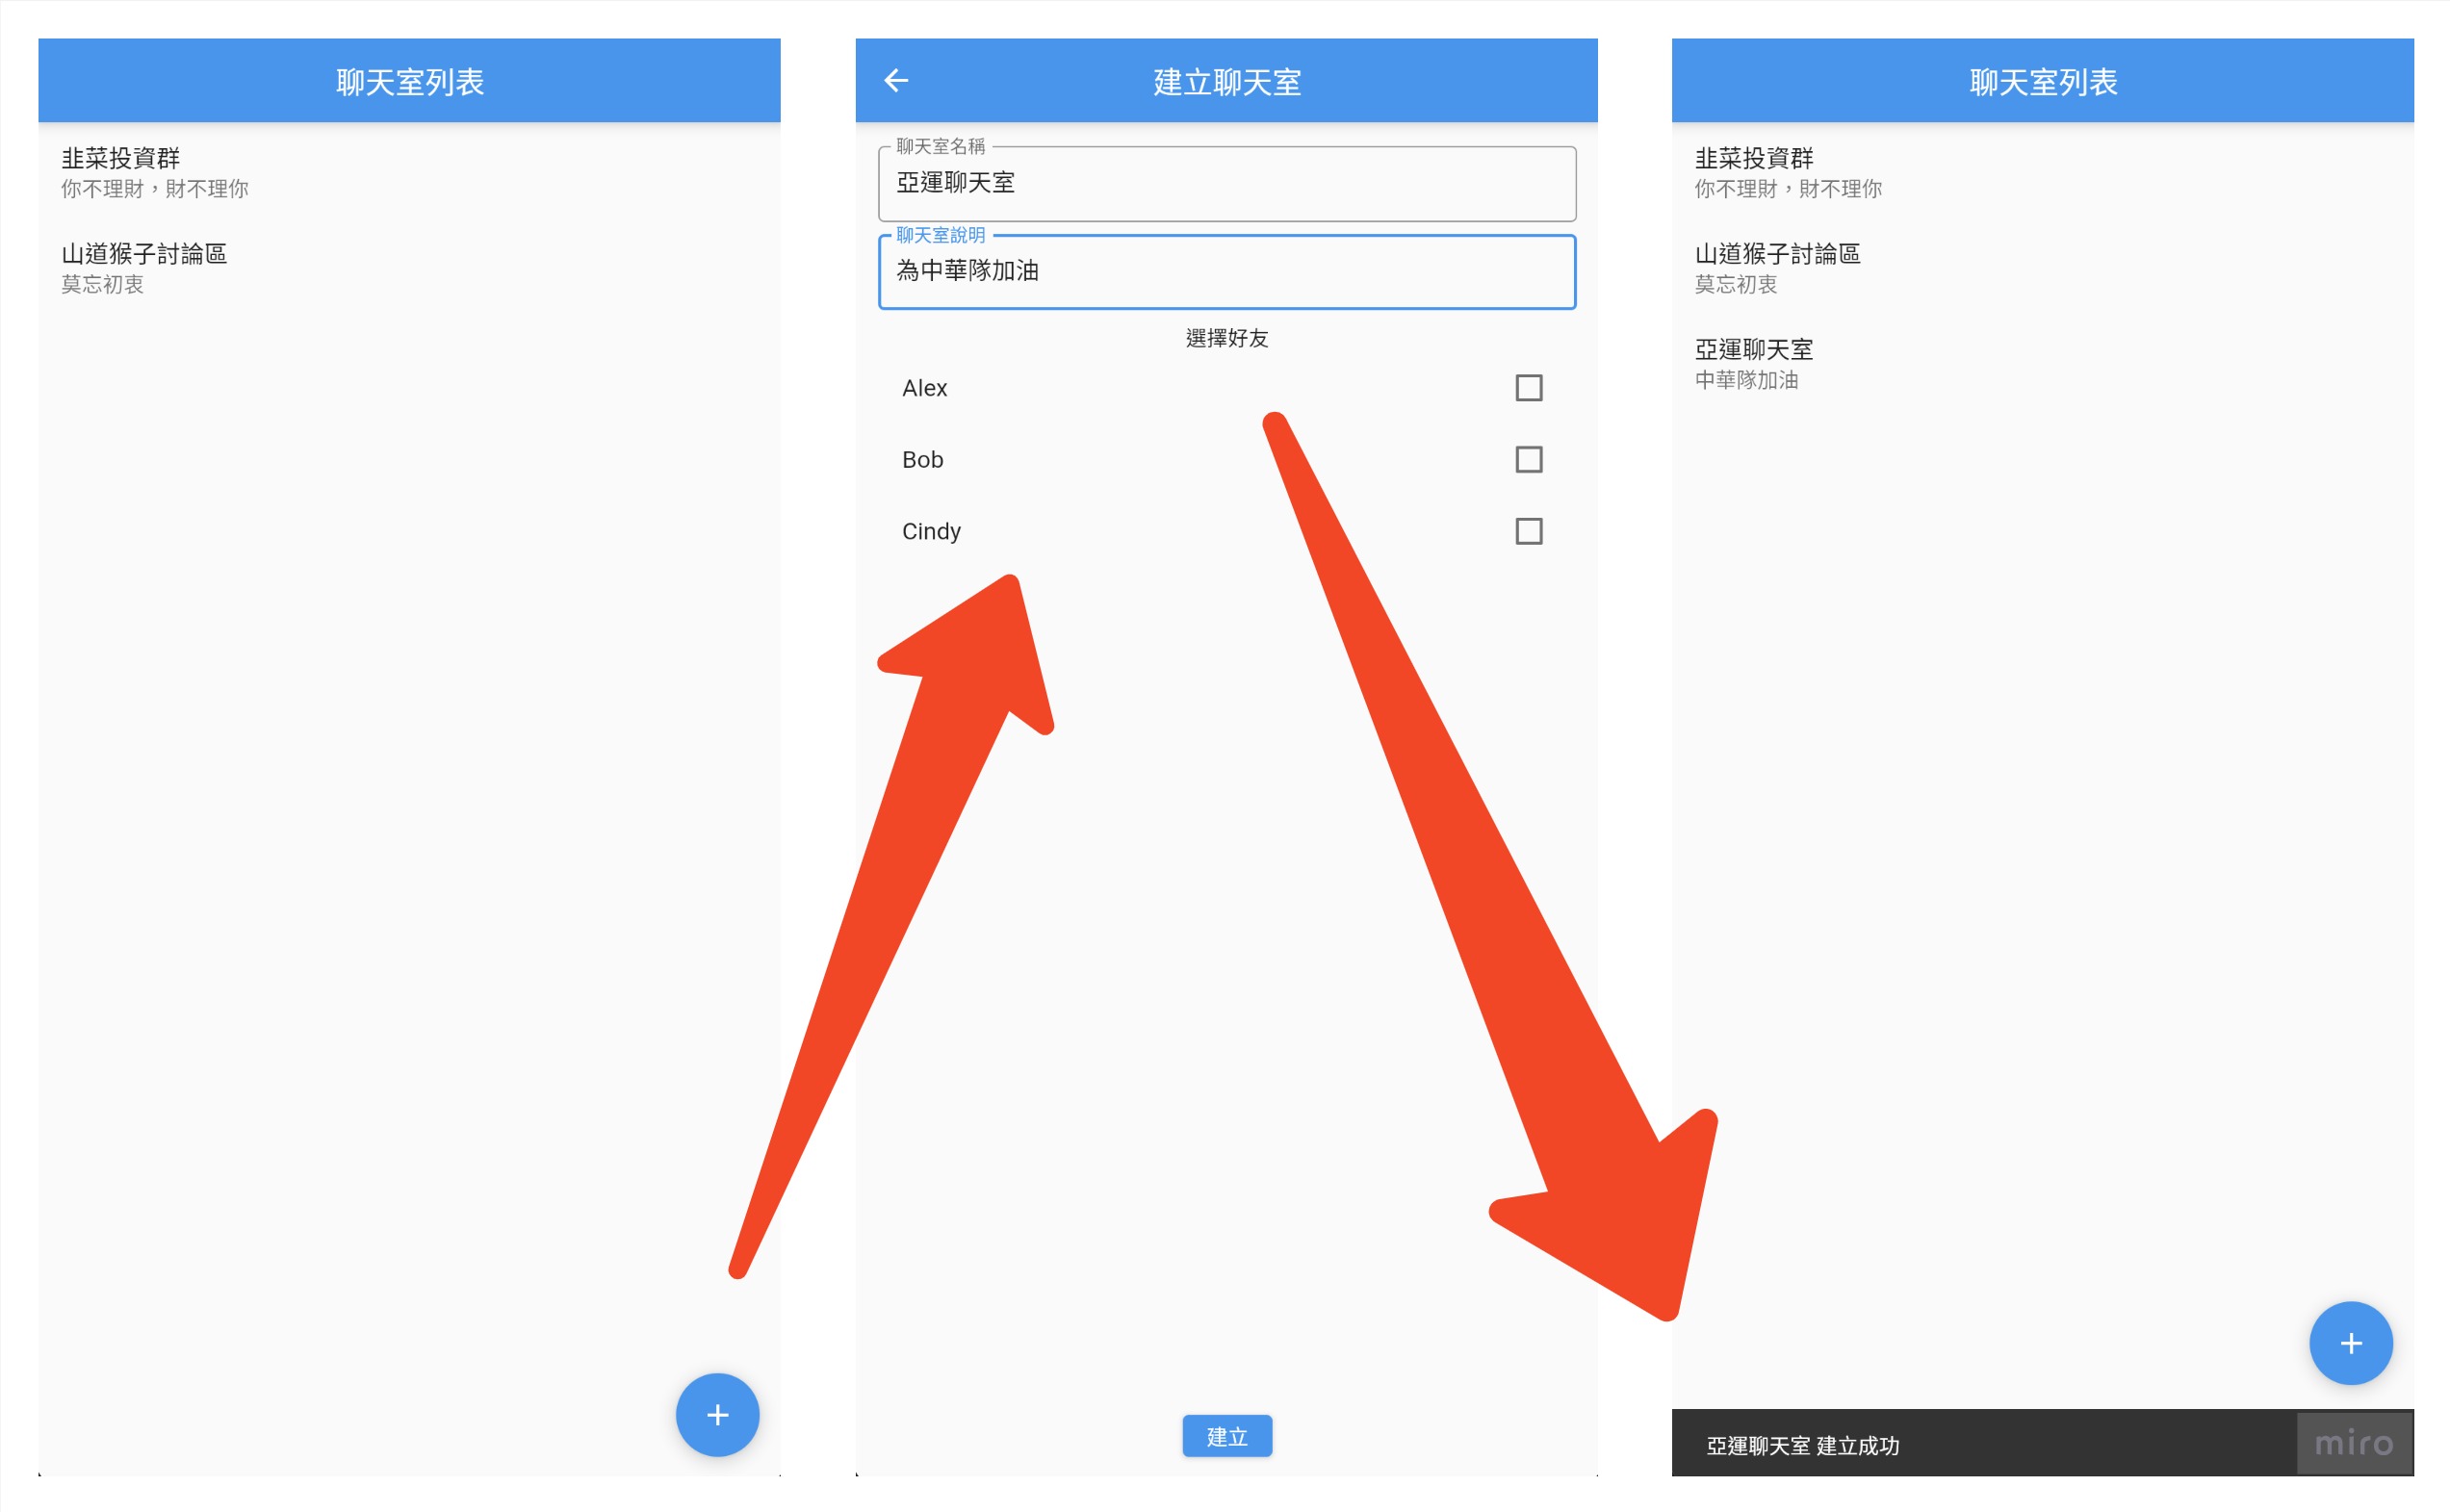 聊天室列表
韭菜投資群
你不理財，財不理你
山道猴子討論區
莫忘初衷
+
建立聊天室
聊天室名稱
亞運聊天室
聊天室說明
為中華隊加油
選擇好友
Alex
Bob
Cindy
建立
聊天室列表
韭菜投資群
你不理財，財不理你
山道猴子討論區
莫忘初衷
亞運聊天室
中華隊加油
+
亞運聊天室 建立成功
miro